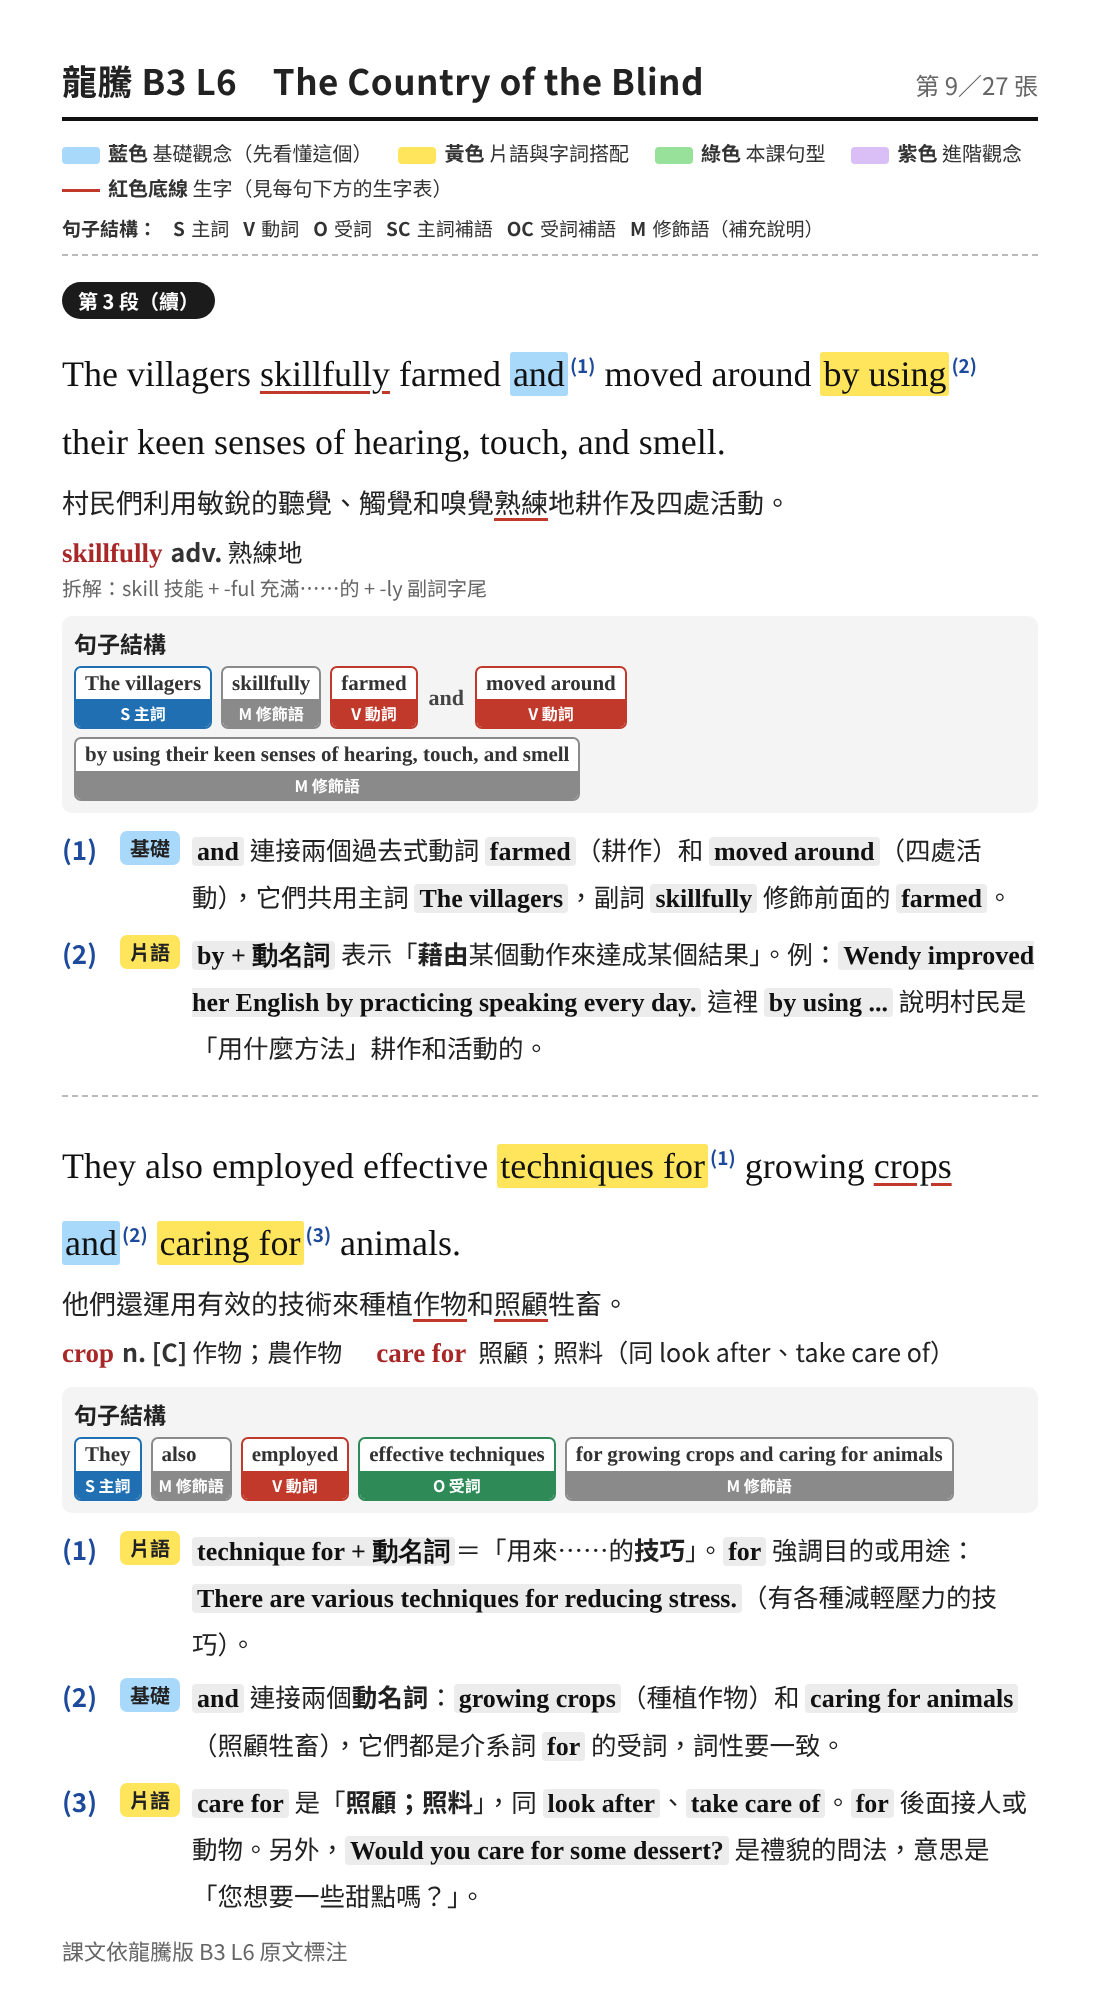 龍騰 B3 L6　The Country of the Blind
第 9／27 張
藍色 基礎觀念（先看懂這個）　黃色 片語與字詞搭配　綠色 本課句型　紫色 進階觀念
紅色底線 生字（見每句下方的生字表）
句子結構：　S 主詞　V 動詞　O 受詞　SC 主詞補語　OC 受詞補語　M 修飾語（補充說明）
第 3 段（續）
The villagers skillfully farmed and(1) moved around by using(2)
their keen senses of hearing, touch, and smell.
村民們利用敏銳的聽覺、觸覺和嗅覺熟練地耕作及四處活動。
skillfully adv. 熟練地
拆解：skill 技能 + -ful 充滿……的 + -ly 副詞字尾
句子結構
The villagers　skillfully　farmed　and　moved around
S 主詞　M 修飾語　V 動詞　V 動詞
by using their keen senses of hearing, touch, and smell
M 修飾語
(1) 基礎 and 連接兩個過去式動詞 farmed（耕作）和 moved around（四處活
動），它們共用主詞 The villagers，副詞 skillfully 修飾前面的 farmed。
(2) 片語 by + 動名詞 表示「藉由某個動作來達成某個結果」。例：Wendy improved
her English by practicing speaking every day. 這裡 by using ... 說明村民是
「用什麼方法」耕作和活動的。
They also employed effective techniques for(1) growing crops
and(2) caring for(3) animals.
他們還運用有效的技術來種植作物和照顧牲畜。
crop n. [C] 作物；農作物　care for 照顧；照料（同 look after、take care of）
句子結構
They　also　employed　effective techniques　for growing crops and caring for animals
S 主詞　M 修飾語　V 動詞　O 受詞　M 修飾語
(1) 片語 technique for + 動名詞＝「用來……的技巧」。for 強調目的或用途：
There are various techniques for reducing stress.（有各種減輕壓力的技
巧）。
(2) 基礎 and 連接兩個動名詞：growing crops（種植作物）和 caring for animals
（照顧牲畜），它們都是介系詞 for 的受詞，詞性要一致。
(3) 片語 care for 是「照顧；照料」，同 look after、take care of。for 後面接人或
動物。另外，Would you care for some dessert? 是禮貌的問法，意思是
「您想要一些甜點嗎？」。
課文依龍騰版 B3 L6 原文標注